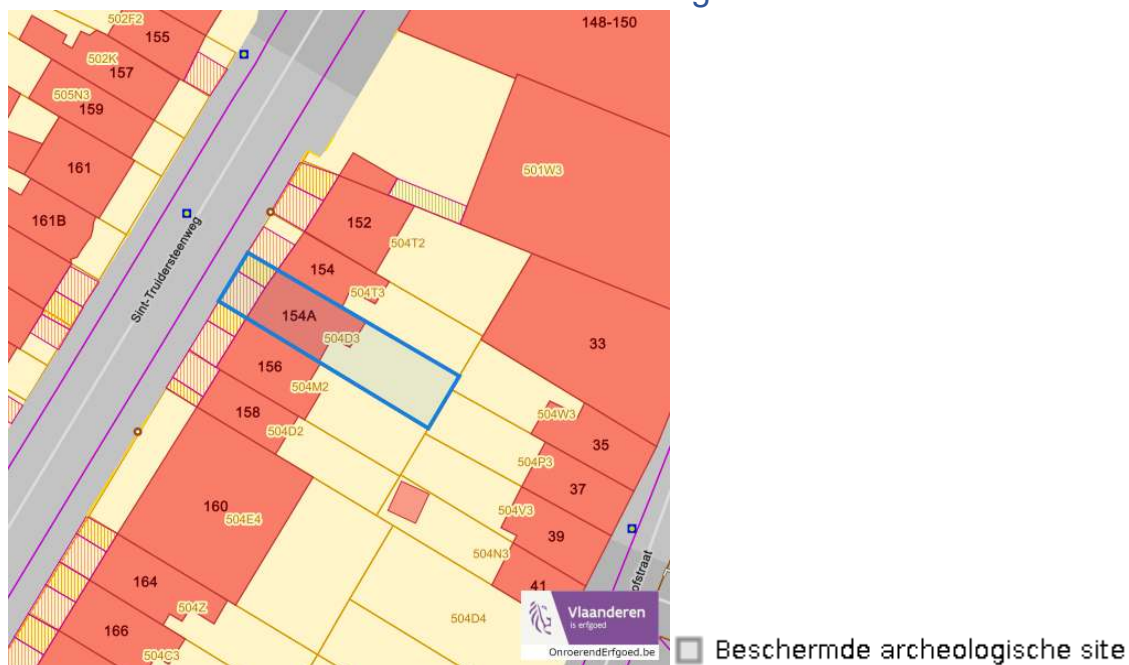 502F2
155
148-150
502K
157
505N3
159
161
501W3
161B
152
504T2
Sint-Truidersteenweg
154
504T3
154A
504D3
33
156
504M2
158
504W3
504D2
35
504P3
37
160
504V3
504E4
39
504N3
ofstraat
164
41
504Z
504D4
Vlaanderen
is erfgoed
166
504C3
OnroerendErfgoed.be
Beschermde archeologische site